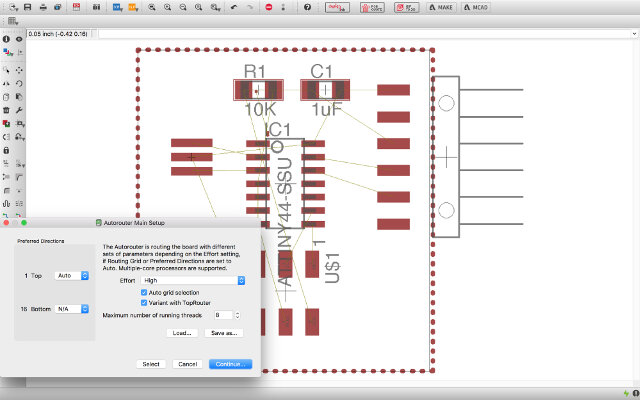 MAKE
MCAD
0.05 inch (-0.42 0.16)
R1
C1
10K
1uF
IC1
ATTINY44-SSU
1
U$1
Autorouter Main Setup
Preferred Directions
1 Top
Auto
16 Bottom
N/A
The Autorouter is routing the board with different
sets of parameters depending on the Effort setting,
if Routing Grid or Preferred Directions are set to
Auto. Multiple-core processors are supported.
Effort
High
Auto grid selection
Variant with TopRouter
Maximum number of running threads
8
Load...
Save as...
Select
Cancel
Continue...